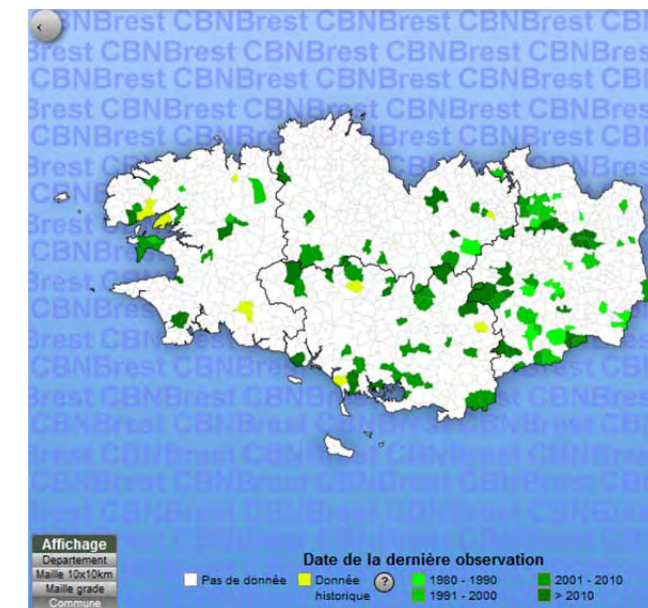 CBNBrest CBNBrest CBNBrest
Affichage
Departement
Maille 10x10km
Maille grade
Commune
Date de la dernière observation
Pas de donnée
Donnée
historique
?
1980 - 1990
1991 - 2000
2001 - 2010
> 2010